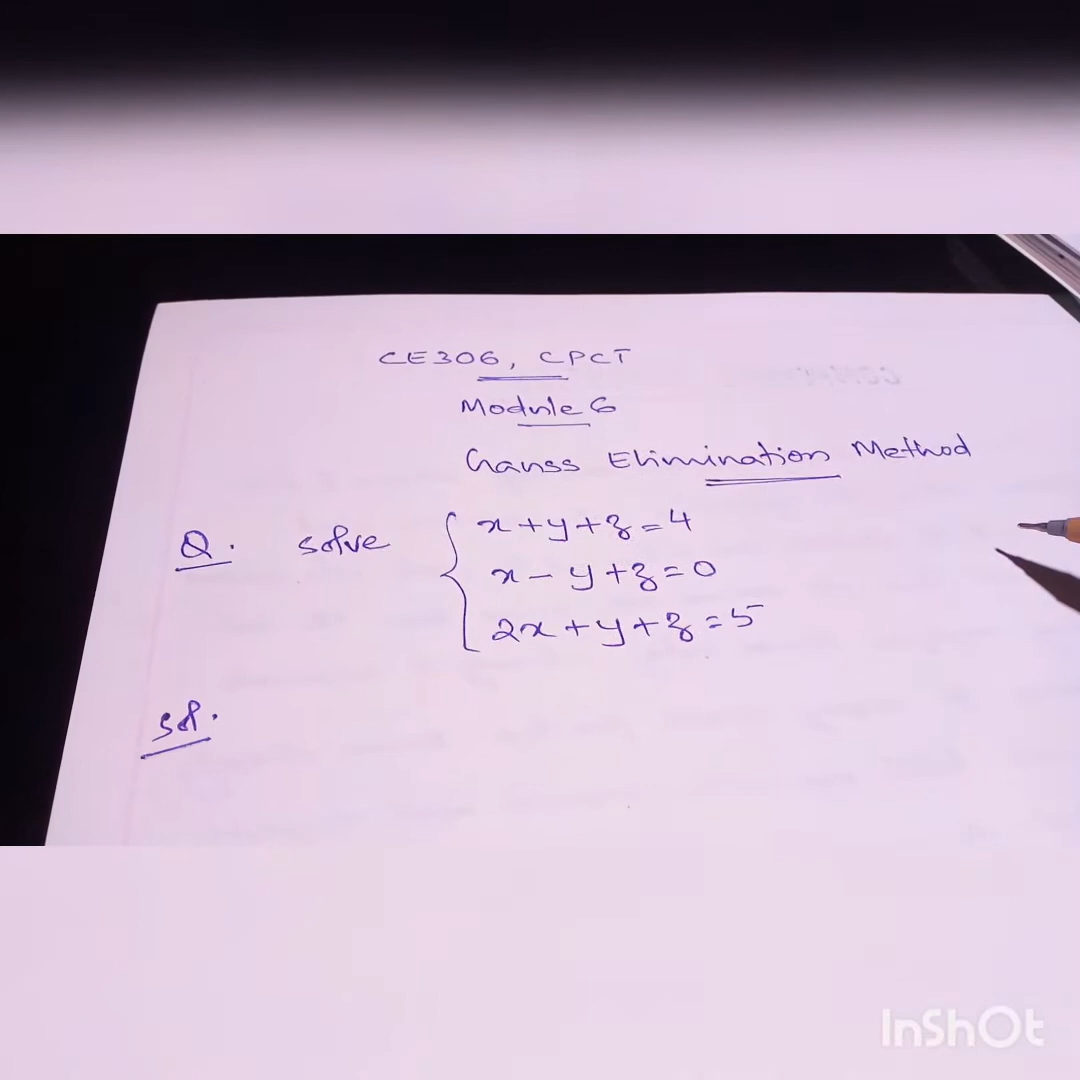 CE306, CPCT
Module 6
Gauss Elimination Method
Q. solve { x + y + z = 4
x - y + z = 0
2x + y + z = 5
sol.
InShOt